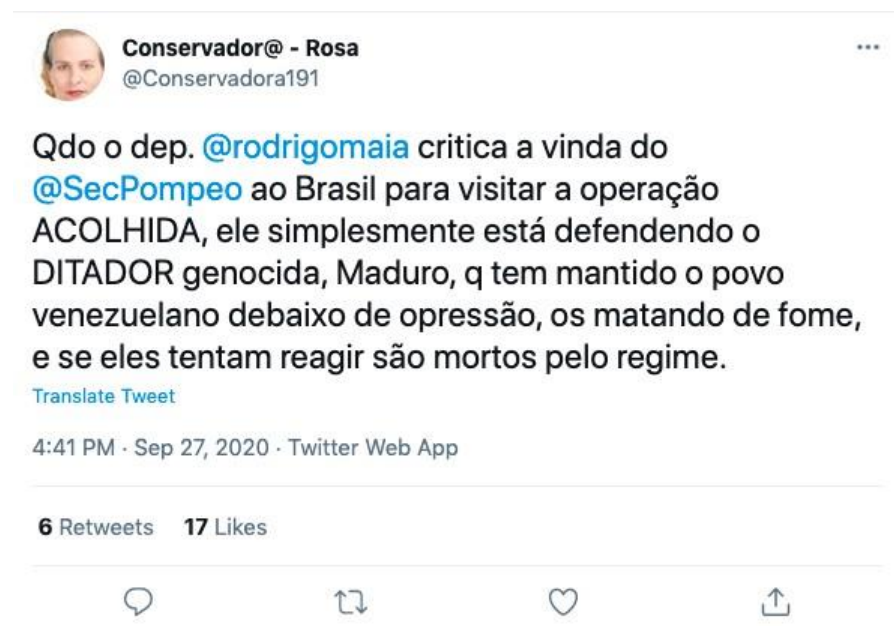 Conservador@ - Rosa
@Conservadora191
Qdo o dep. @rodrigomaia critica a vinda do
@SecPompeo ao Brasil para visitar a operação
ACOLHIDA, ele simplesmente está defendendo o
DITADOR genocida, Maduro, q tem mantido o povo
venezuelano debaixo de opressão, os matando de fome,
e se eles tentam reagir são mortos pelo regime.
Translate Tweet
4:41 PM · Sep 27, 2020 · Twitter Web App
6 Retweets 17 Likes